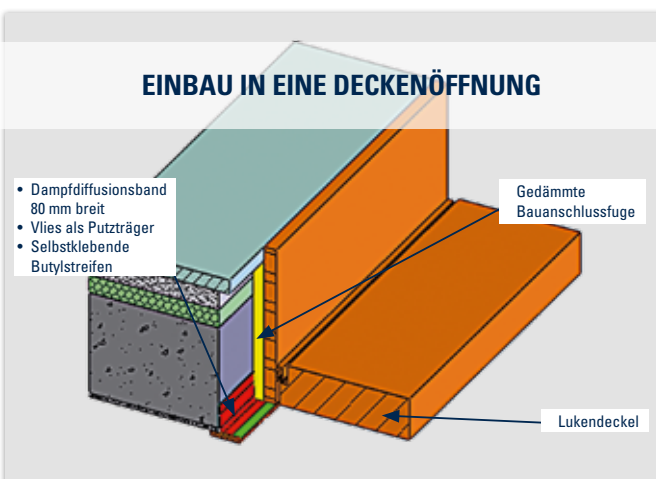 EINBAU IN EINE DECKENÖFFNUNG
• Dampfdiffusionsband
80 mm breit
• Vlies als Putzträger
• Selbstklebende
Butylstreifen
Gedämmte
Bauanschlussfuge
Lukendeckel